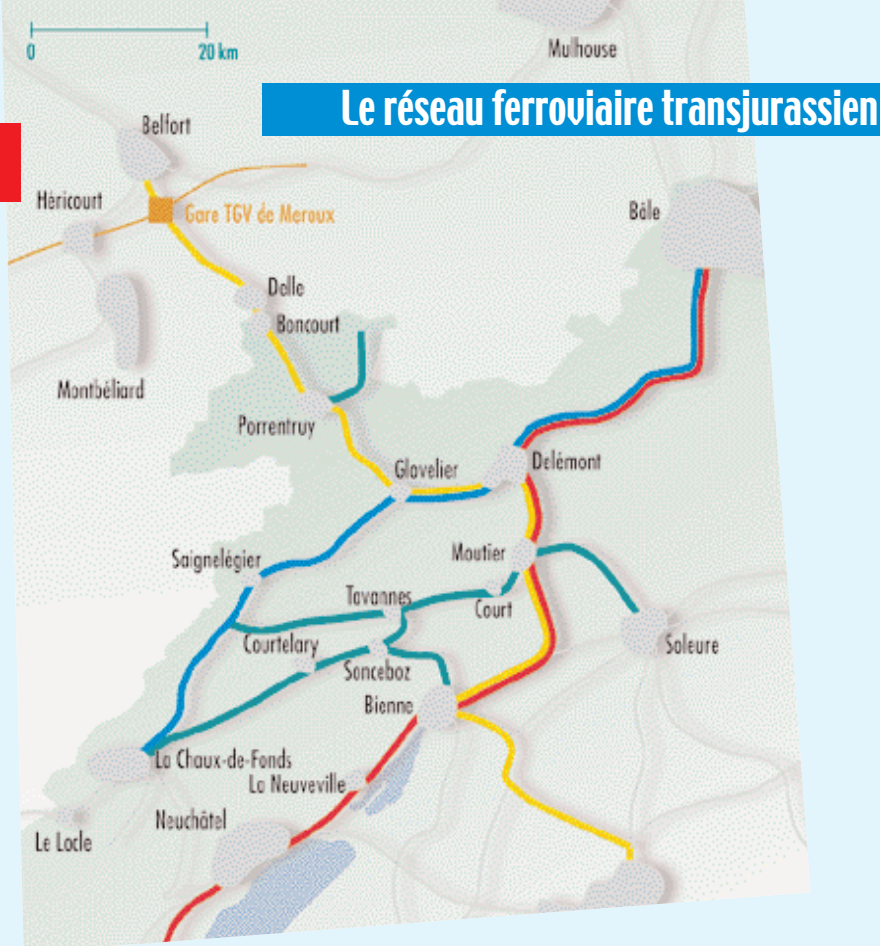 0
20 km
Mulhouse
Le réseau ferroviaire transjurassien
Belfort
Héricourt
Gare TGV de Meroux
Bâle
Delle
Boncourt
Montbéliard
Porrentruy
Glovelier
Delémont
Saignelégier
Moutier
Tavannes
Court
Courtelary
Sonceboz
Soleure
Bienne
La Chaux-de-Fonds
La Neuveville
Neuchâtel
Le Locle